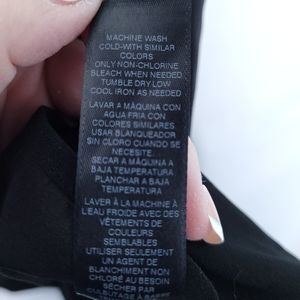 MACHINE WASH
COLD-WITH SIMILAR
COLORS
ONLY NON-CHLORINE
BLEACH WHEN NEEDED
TUMBLE DRY LOW
COOL IRON AS NEEDED
LAVAR A MÁQUINA CON
AGUA FRIA CON
COLORES SIMILARES
USAR BLANQUEADOR
SIN CLORO CUANDO SE
NECESITE.
SECAR A MÁQUINA A
BAJA TEMPERATURA
PLANCHAR A BAJA
TEMPERATURA
LAVER À LA MACHINE À
L'EAU FROIDE AVEC DES
VÊTEMENTS DE
COULEURS
SEMBLABLES
UTILISER SEULEMENT
UN AGENT DE
BLANCHIMENT NON
CHLORÉ AU BESOIN
SÉCHER PAR
CULBUTAGE À